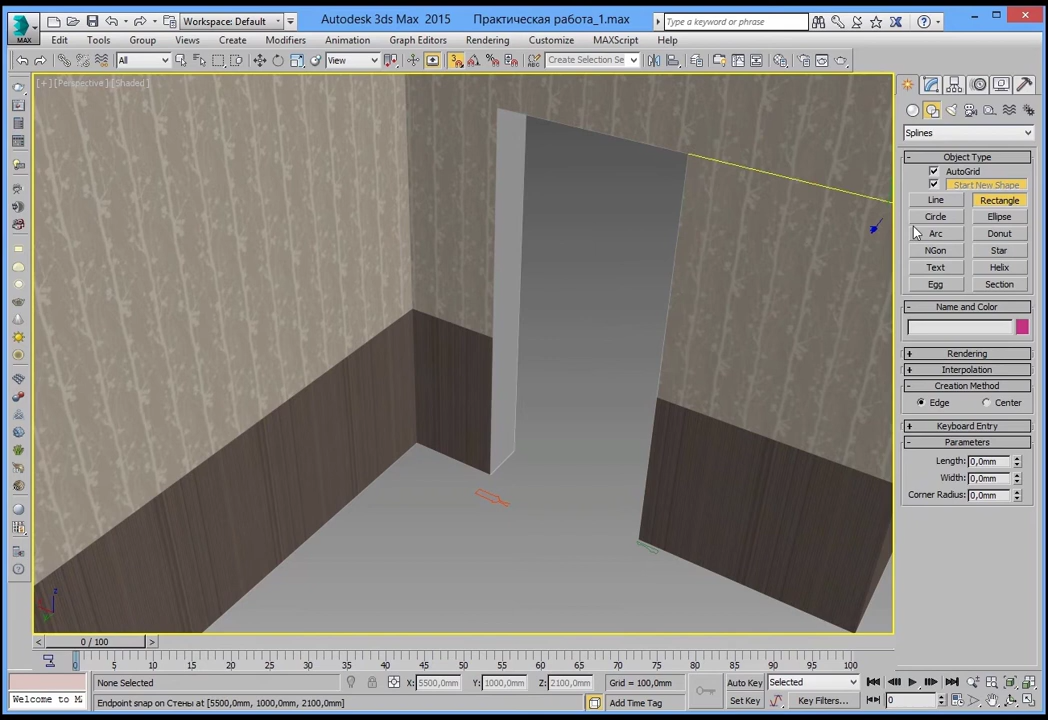 MAX
Workspace: Default
Autodesk 3ds Max 2015
Практическая работа_1.max
Type a keyword or phrase
Edit Tools Group Views Create Modifiers Animation Graph Editors Rendering Customize MAXScript Help
All
View
3
Create Selection Se
[+] [Perspective] [Shaded]
Splines
Object Type
AutoGrid
Start New Shape
Line Rectangle
Circle Ellipse
Arc Donut
NGon Star
Text Helix
Egg Section
Name and Color
Rendering
Interpolation
Creation Method
Edge Center
Keyboard Entry
Parameters
Length: 0,0mm
Width: 0,0mm
Corner Radius: 0,0mm
z
< 0 / 100 >
0 5 10 15 20 25 30 35 40 45 50 55 60 65 70 75 80 85 90 95 100
None Selected
X: 5500,0mm Y: 1000,0mm Z: 2100,0mm
Grid = 100,0mm
Auto Key
Selected
Welcome to M
Endpoint snap on Стены at [5500,0mm, 1000,0mm, 2100,0mm]
Add Time Tag
Set Key
Key Filters...
0